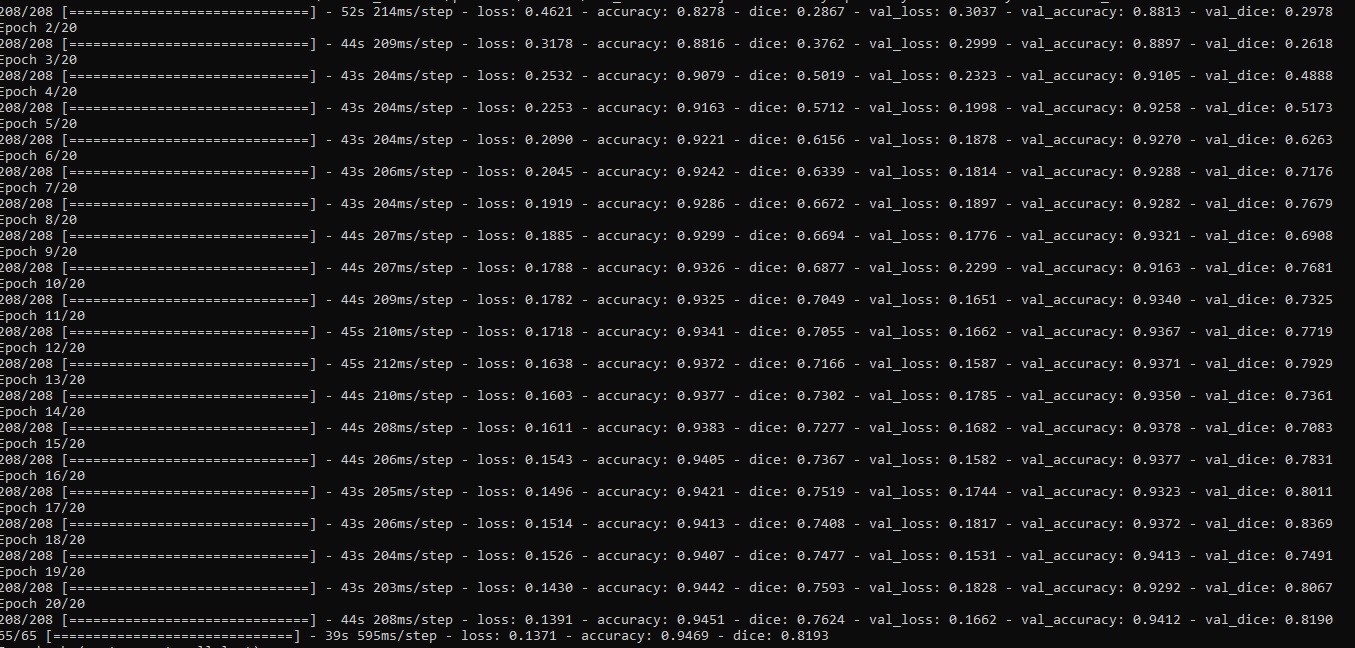 208/208 [==============================] - 52s 214ms/step - loss: 0.4621 - accuracy: 0.8278 - dice: 0.2867 - val_loss: 0.3037 - val_accuracy: 0.8813 - val_dice: 0.2978
Epoch 2/20
208/208 [==============================] - 44s 209ms/step - loss: 0.3178 - accuracy: 0.8816 - dice: 0.3762 - val_loss: 0.2999 - val_accuracy: 0.8897 - val_dice: 0.2618
Epoch 3/20
208/208 [==============================] - 43s 204ms/step - loss: 0.2532 - accuracy: 0.9079 - dice: 0.5019 - val_loss: 0.2323 - val_accuracy: 0.9105 - val_dice: 0.4888
Epoch 4/20
208/208 [==============================] - 43s 204ms/step - loss: 0.2253 - accuracy: 0.9163 - dice: 0.5712 - val_loss: 0.1998 - val_accuracy: 0.9258 - val_dice: 0.5173
Epoch 5/20
208/208 [==============================] - 43s 204ms/step - loss: 0.2090 - accuracy: 0.9221 - dice: 0.6156 - val_loss: 0.1878 - val_accuracy: 0.9270 - val_dice: 0.6263
Epoch 6/20
208/208 [==============================] - 43s 206ms/step - loss: 0.2045 - accuracy: 0.9242 - dice: 0.6339 - val_loss: 0.1814 - val_accuracy: 0.9288 - val_dice: 0.7176
Epoch 7/20
208/208 [==============================] - 43s 204ms/step - loss: 0.1919 - accuracy: 0.9286 - dice: 0.6672 - val_loss: 0.1897 - val_accuracy: 0.9282 - val_dice: 0.7679
Epoch 8/20
208/208 [==============================] - 44s 207ms/step - loss: 0.1885 - accuracy: 0.9299 - dice: 0.6694 - val_loss: 0.1776 - val_accuracy: 0.9321 - val_dice: 0.6908
Epoch 9/20
208/208 [==============================] - 44s 207ms/step - loss: 0.1788 - accuracy: 0.9326 - dice: 0.6877 - val_loss: 0.2299 - val_accuracy: 0.9163 - val_dice: 0.7681
Epoch 10/20
208/208 [==============================] - 44s 209ms/step - loss: 0.1782 - accuracy: 0.9325 - dice: 0.7049 - val_loss: 0.1651 - val_accuracy: 0.9340 - val_dice: 0.7325
Epoch 11/20
208/208 [==============================] - 45s 210ms/step - loss: 0.1718 - accuracy: 0.9341 - dice: 0.7055 - val_loss: 0.1662 - val_accuracy: 0.9367 - val_dice: 0.7719
Epoch 12/20
208/208 [==============================] - 45s 212ms/step - loss: 0.1638 - accuracy: 0.9372 - dice: 0.7166 - val_loss: 0.1587 - val_accuracy: 0.9371 - val_dice: 0.7929
Epoch 13/20
208/208 [==============================] - 44s 210ms/step - loss: 0.1603 - accuracy: 0.9377 - dice: 0.7302 - val_loss: 0.1785 - val_accuracy: 0.9350 - val_dice: 0.7361
Epoch 14/20
208/208 [==============================] - 44s 208ms/step - loss: 0.1611 - accuracy: 0.9383 - dice: 0.7277 - val_loss: 0.1682 - val_accuracy: 0.9378 - val_dice: 0.7083
Epoch 15/20
208/208 [==============================] - 44s 206ms/step - loss: 0.1543 - accuracy: 0.9405 - dice: 0.7367 - val_loss: 0.1582 - val_accuracy: 0.9377 - val_dice: 0.7831
Epoch 16/20
208/208 [==============================] - 43s 205ms/step - loss: 0.1496 - accuracy: 0.9421 - dice: 0.7519 - val_loss: 0.1744 - val_accuracy: 0.9323 - val_dice: 0.8011
Epoch 17/20
208/208 [==============================] - 43s 206ms/step - loss: 0.1514 - accuracy: 0.9413 - dice: 0.7408 - val_loss: 0.1817 - val_accuracy: 0.9372 - val_dice: 0.8369
Epoch 18/20
208/208 [==============================] - 43s 204ms/step - loss: 0.1526 - accuracy: 0.9407 - dice: 0.7477 - val_loss: 0.1531 - val_accuracy: 0.9413 - val_dice: 0.7491
Epoch 19/20
208/208 [==============================] - 43s 203ms/step - loss: 0.1430 - accuracy: 0.9442 - dice: 0.7593 - val_loss: 0.1828 - val_accuracy: 0.9292 - val_dice: 0.8067
Epoch 20/20
208/208 [==============================] - 44s 208ms/step - loss: 0.1391 - accuracy: 0.9451 - dice: 0.7624 - val_loss: 0.1662 - val_accuracy: 0.9412 - val_dice: 0.8190
65/65 [==============================] - 39s 595ms/step - loss: 0.1371 - accuracy: 0.9469 - dice: 0.8193